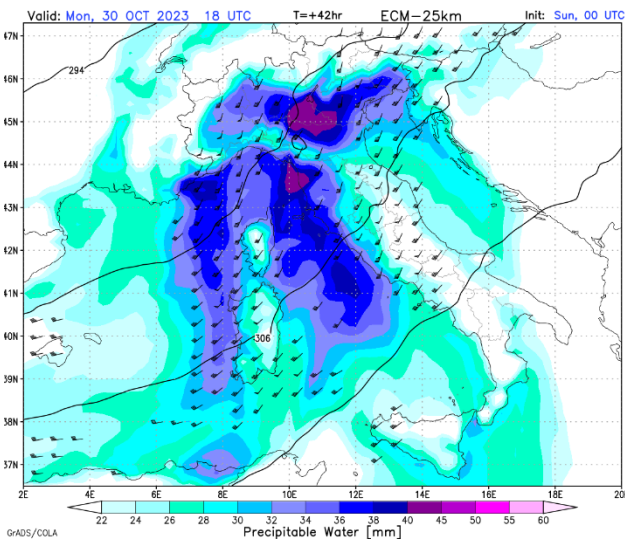 Valid: Mon, 30 OCT 2023 18 UTC T=+42hr ECM-25km Init: Sun, 00 UTC
47N
294
46N
45N
44N
43N
42N
41N
40N
306
39N
38N
37N
2E 4E 6E 8E 10E 12E 14E 16E 18E 20
22 24 26 28 30 32 34 36 38 40 45 50 55 60
Precipitable Water [mm]
GrADS/COLA